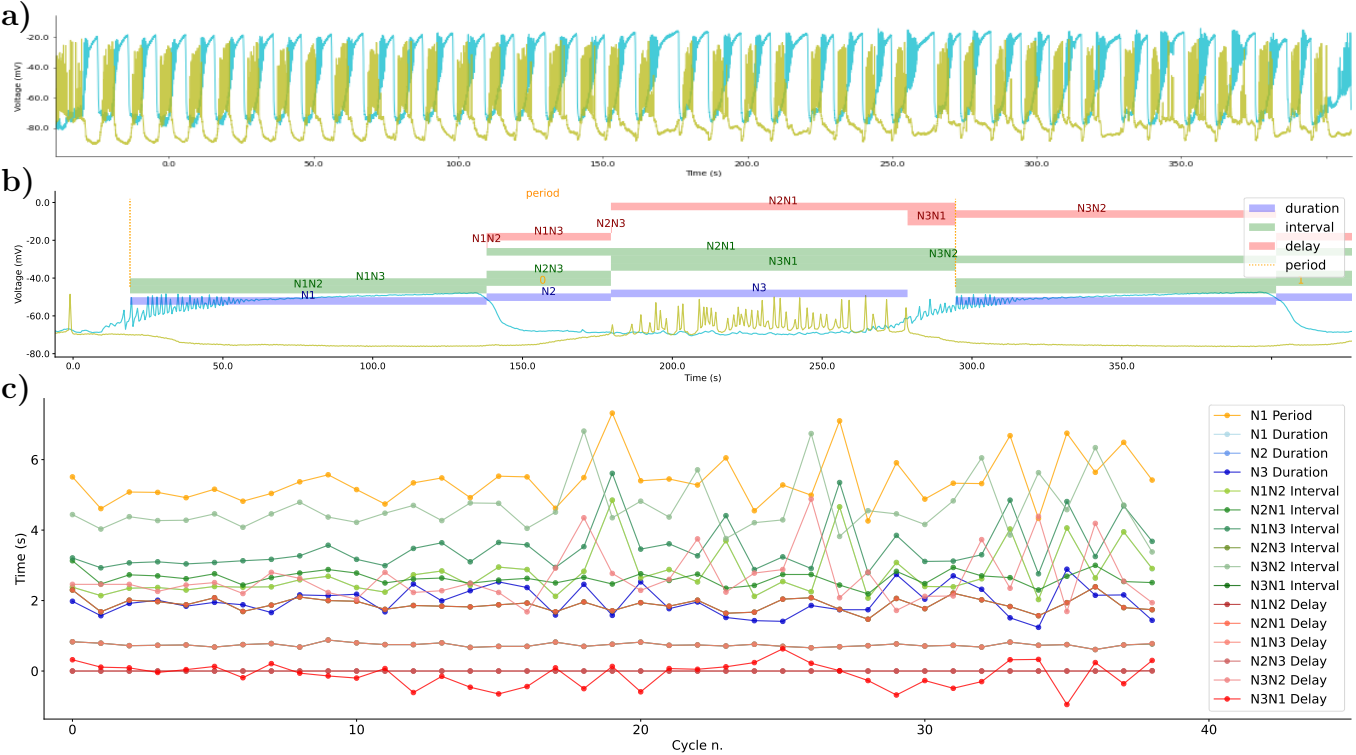 a)
-20.0
-40.0
-60.0
-80.0
Voltage (mV)
0.0 50.0 100.0 150.0 200.0 250.0 300.0 350.0
Time (s)
b)
0.0
-20.0
-40.0
-60.0
-80.0
Voltage (mV)
period
N2N1
N3N2
N3N1
N2N3
N1N3
N1N2
N2N1
N3N2
N3N1
N2N3
N1N3
N1N2
0
1
N1
N2
N3
duration
interval
delay
period
0.0 50.0 100.0 150.0 200.0 250.0 300.0 350.0
Time (s)
c)
6
4
2
0
Time (s)
N1 Period
N1 Duration
N2 Duration
N3 Duration
N1N2 Interval
N2N1 Interval
N1N3 Interval
N2N3 Interval
N3N2 Interval
N3N1 Interval
N1N2 Delay
N2N1 Delay
N1N3 Delay
N2N3 Delay
N3N2 Delay
N3N1 Delay
0 10 20 30 40
Cycle n.